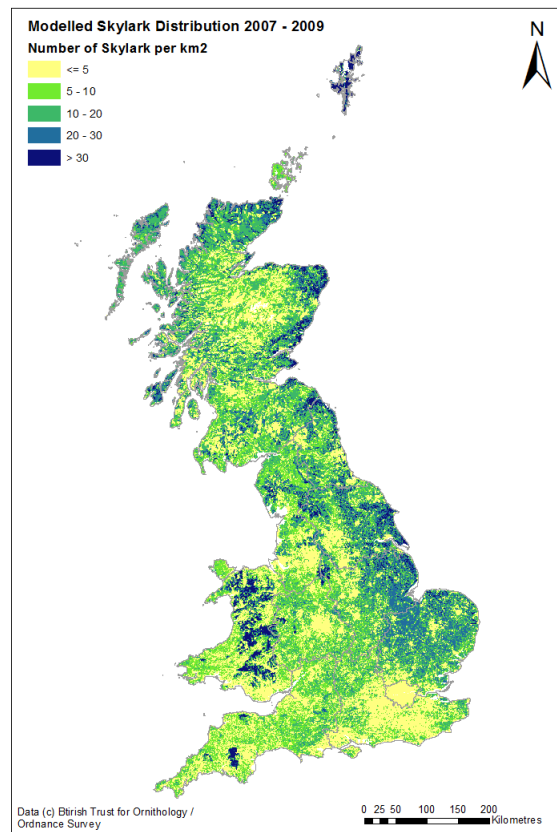 Modelled Skylark Distribution 2007 - 2009
Number of Skylark per km2
<= 5
5 - 10
10 - 20
20 - 30
> 30
N
Data (c) Btirish Trust for Ornithology /
Ordnance Survey
0 25 50 100 150 200
Kilometres